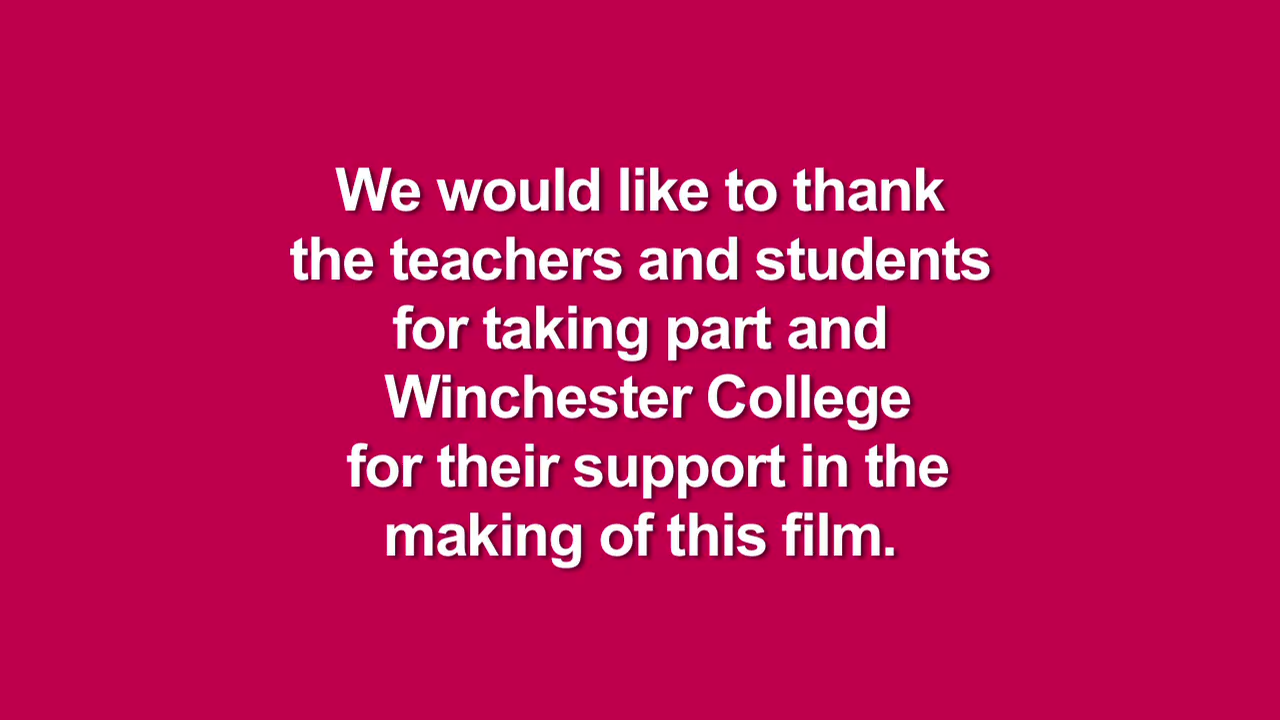 We would like to thank
the teachers and students
for taking part and
Winchester College
for their support in the
making of this film.